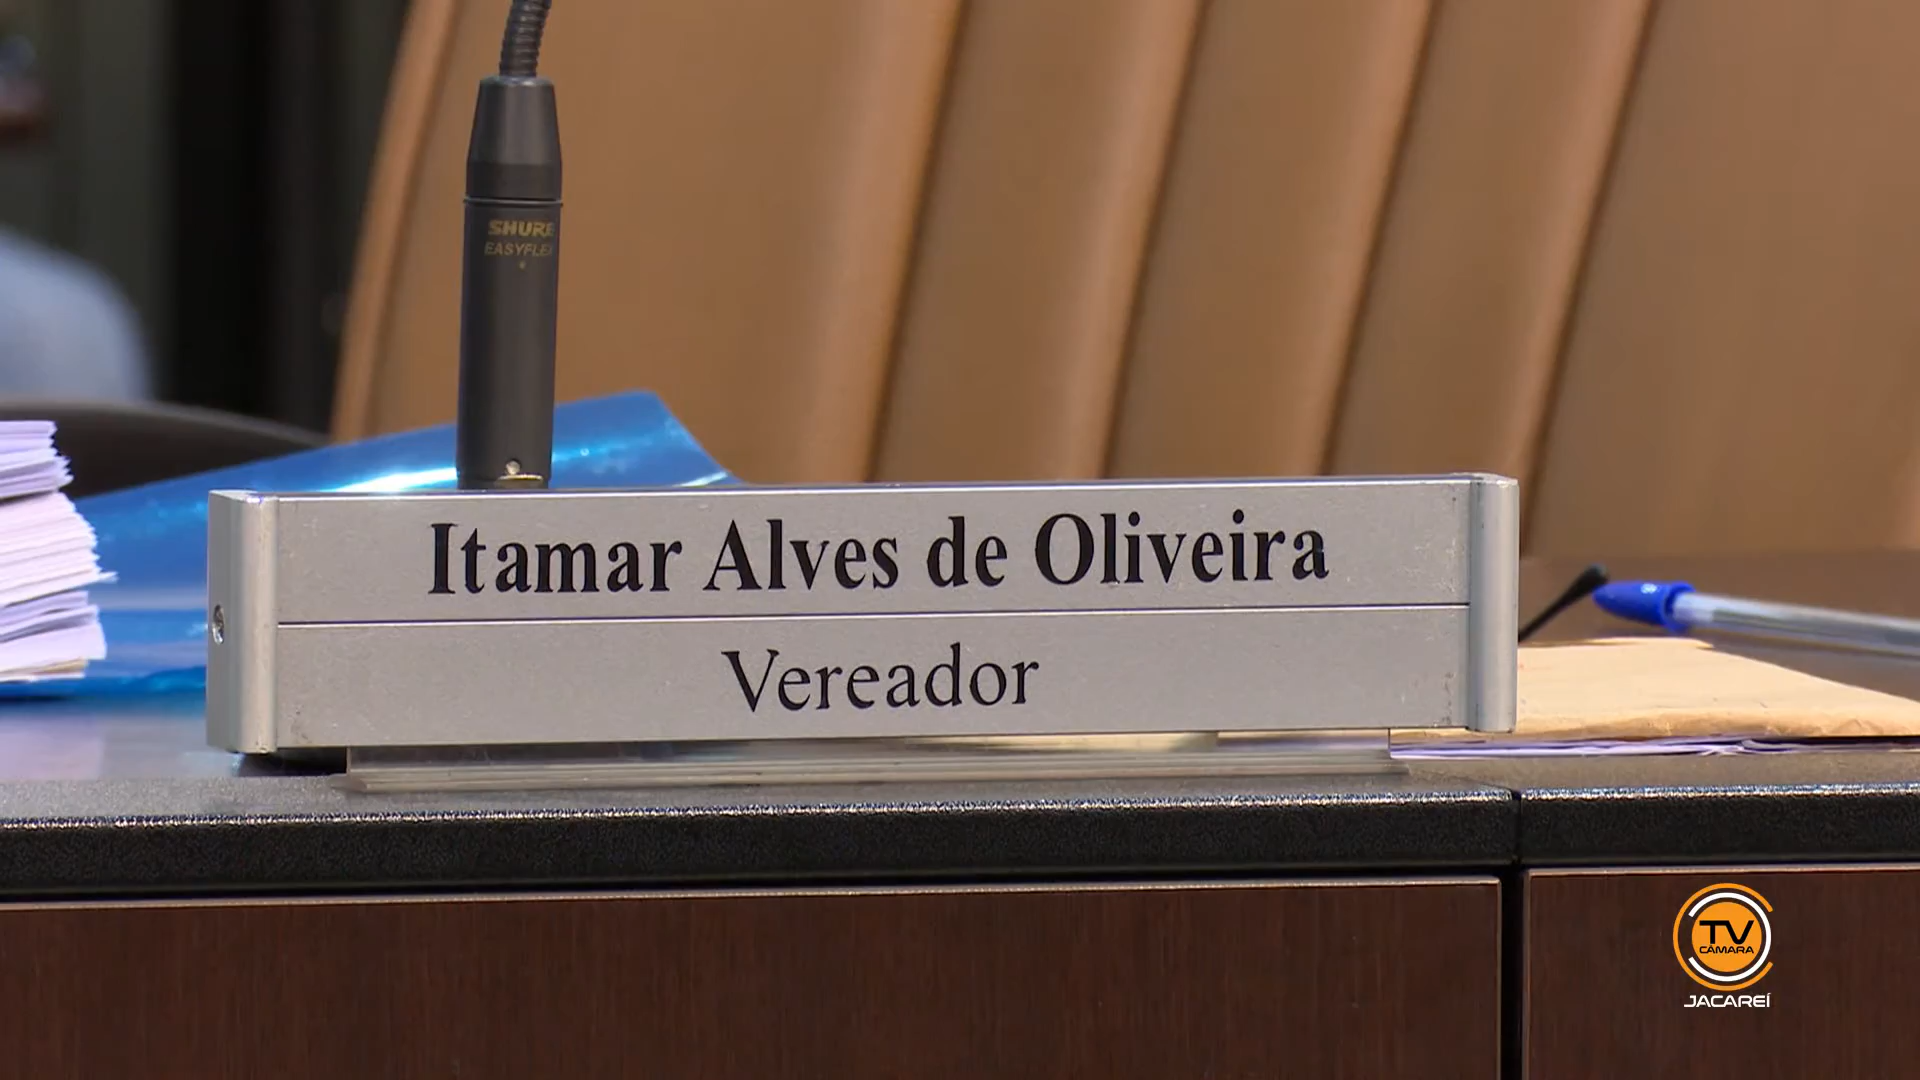 SHURE
EASYFLEX
Itamar Alves de Oliveira
Vereador
TV
CÂMARA
JACAREÍ